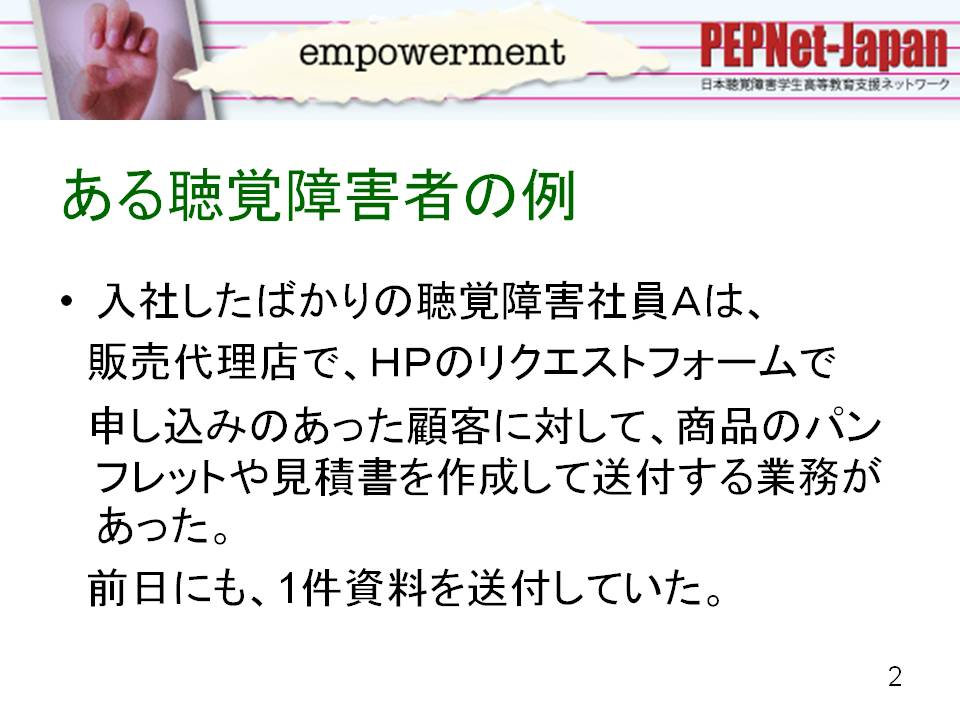 empowerment
PEPNet-Japan
日本聴覚障害学生高等教育支援ネットワーク
ある聴覚障害者の例
• 入社したばかりの聴覚障害社員Ａは、
販売代理店で、ＨＰのリクエストフォームで
申し込みのあった顧客に対して、商品のパン
フレットや見積書を作成して送付する業務が
あった。
前日にも、1件資料を送付していた。
2